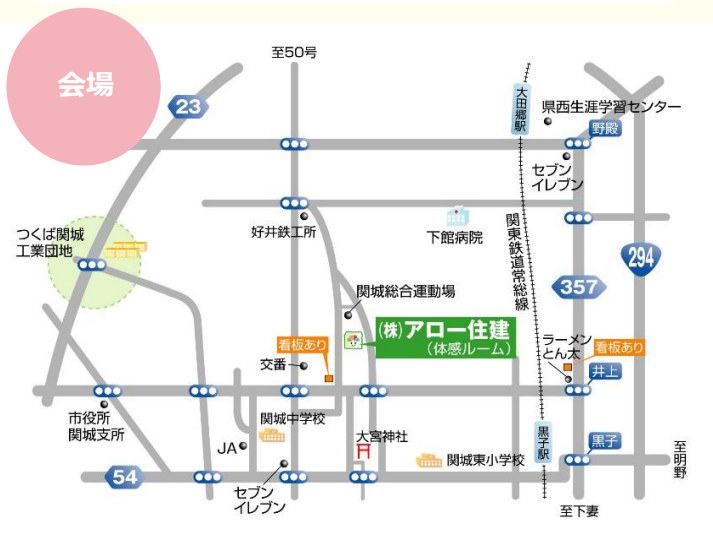 会場
至50号
23
大田郷駅
県西生涯学習センター
野殿
セブン
イレブン
好井鉄工所
下館病院
関東鉄道常総線
つくば関城
工業団地
294
357
関城総合運動場
(株)アロー住建
(体感ルーム)
看板あり
交番
ラーメン
とん太
看板あり
井上
市役所
関城支所
関城中学校
JA
大宮神社
関城東小学校
黒子駅
黒子
至明野
54
セブン
イレブン
至下妻